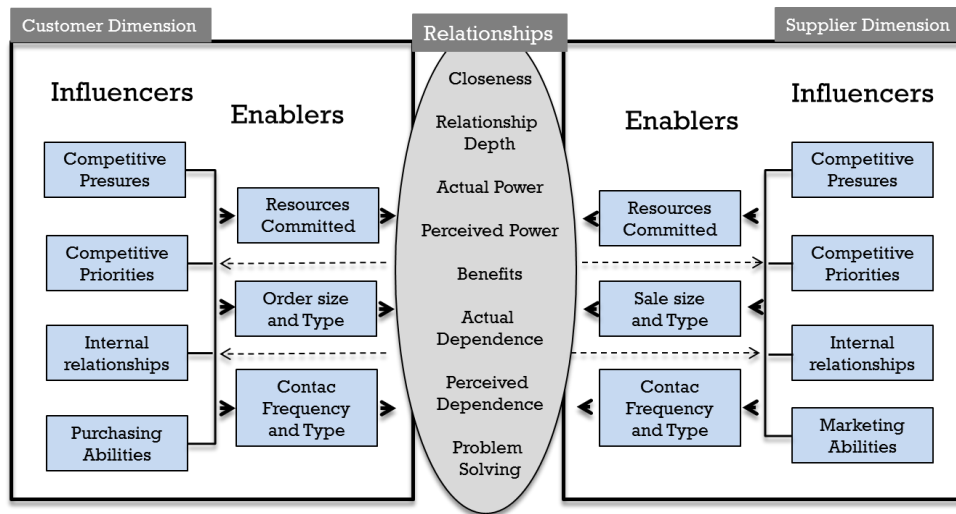 Customer Dimension
Relationships
Supplier Dimension
Influencers
Enablers
Competitive
Presures
Competitive
Priorities
Internal
relationships
Purchasing
Abilities
Resources
Committed
Order size
and Type
Contac
Frequency
and Type
Closeness
Relationship
Depth
Actual Power
Perceived Power
Benefits
Actual
Dependence
Perceived
Dependence
Problem
Solving
Enablers
Influencers
Resources
Committed
Sale size
and Type
Contac
Frequency
and Type
Competitive
Presures
Competitive
Priorities
Internal
relationships
Marketing
Abilities